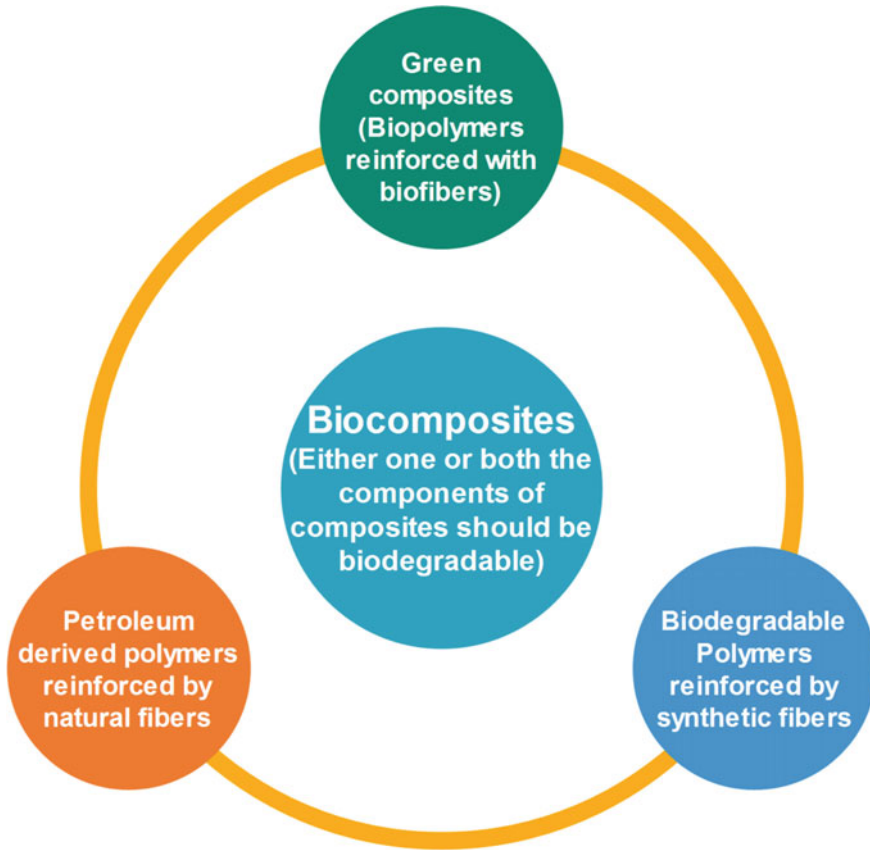 Green
composites
(Biopolymers
reinforced with
biofibers)
Biocomposites
(Either one or both the
components of
composites should be
biodegradable)
Petroleum
derived polymers
reinforced by
natural fibers
Biodegradable
Polymers
reinforced by
synthetic fibers